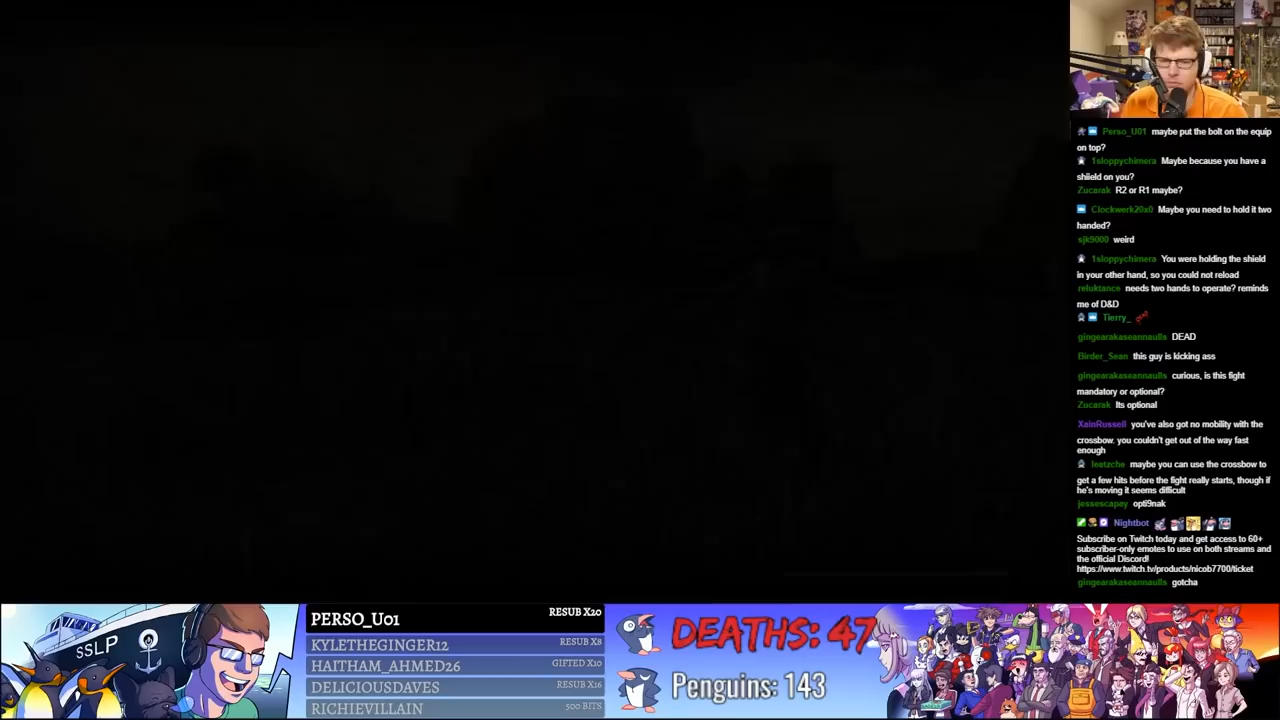 Perso_U01 maybe put the bolt on the equip
on top?
1sloppychimera Maybe because you have a
shiield on you?
Zucarak R2 or R1 maybe?
Clockwerk20x0 Maybe you need to hold it two
handed?
sjk9000 weird
1sloppychimera You were holding the shield
in your other hand, so you could not reload
reluktance needs two hands to operate? reminds
me of D&D
Tierry_
gingearakaseannaulls DEAD
Birder_Sean this guy is kicking ass
gingearakaseannaulls curious, is this fight
mandatory or optional?
Zucarak Its optional
XainRussell you've also got no mobility with the
crossbow. you couldn't get out of the way fast
enough
leetzche maybe you can use the crossbow to
get a few hits before the fight really starts, though if
he's moving it seems difficult
jessescapey opti9nak
Nightbot
Subscribe on Twitch today and get access to 60+
subscriber-only emotes to use on both streams and
the official Discord!
https://www.twitch.tv/products/nicob7700/ticket
gingearakaseannaulls gotcha
SSLP
PERSO_U01 RESUB X20
KYLETHEGINGER12 RESUB X8
HAITHAM_AHMED26 GIFTED X10
DELICIOUSDAVES RESUB X16
RICHIEVILLAIN 500 BITS
DEATHS: 47
Penguins: 143